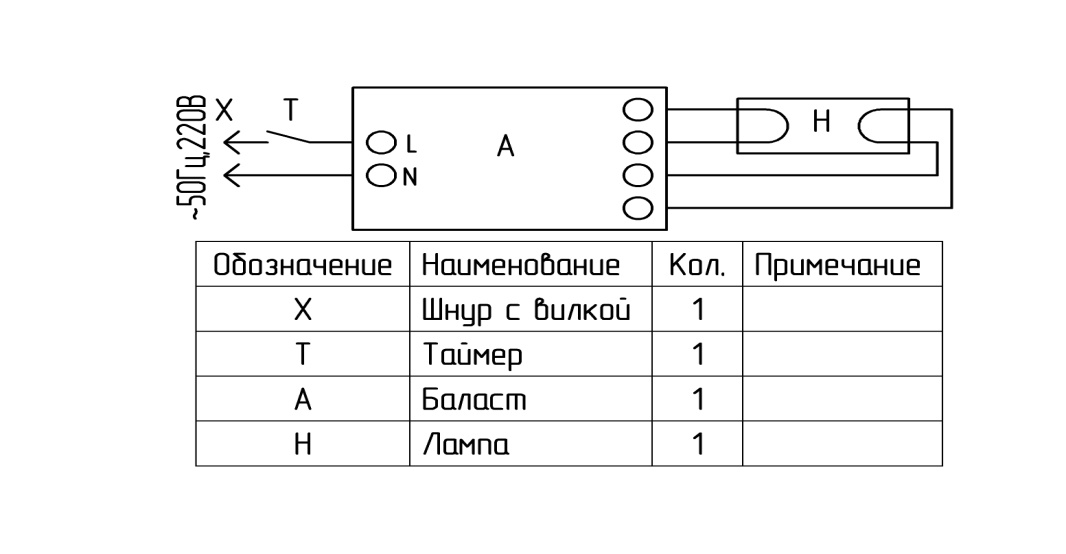 ~50Гц,220В
X
T
L
N
A
H
Обозначение Наименование Кол. Примечание
X Шнур с вилкой 1
T Таймер 1
A Баласт 1
H Лампа 1